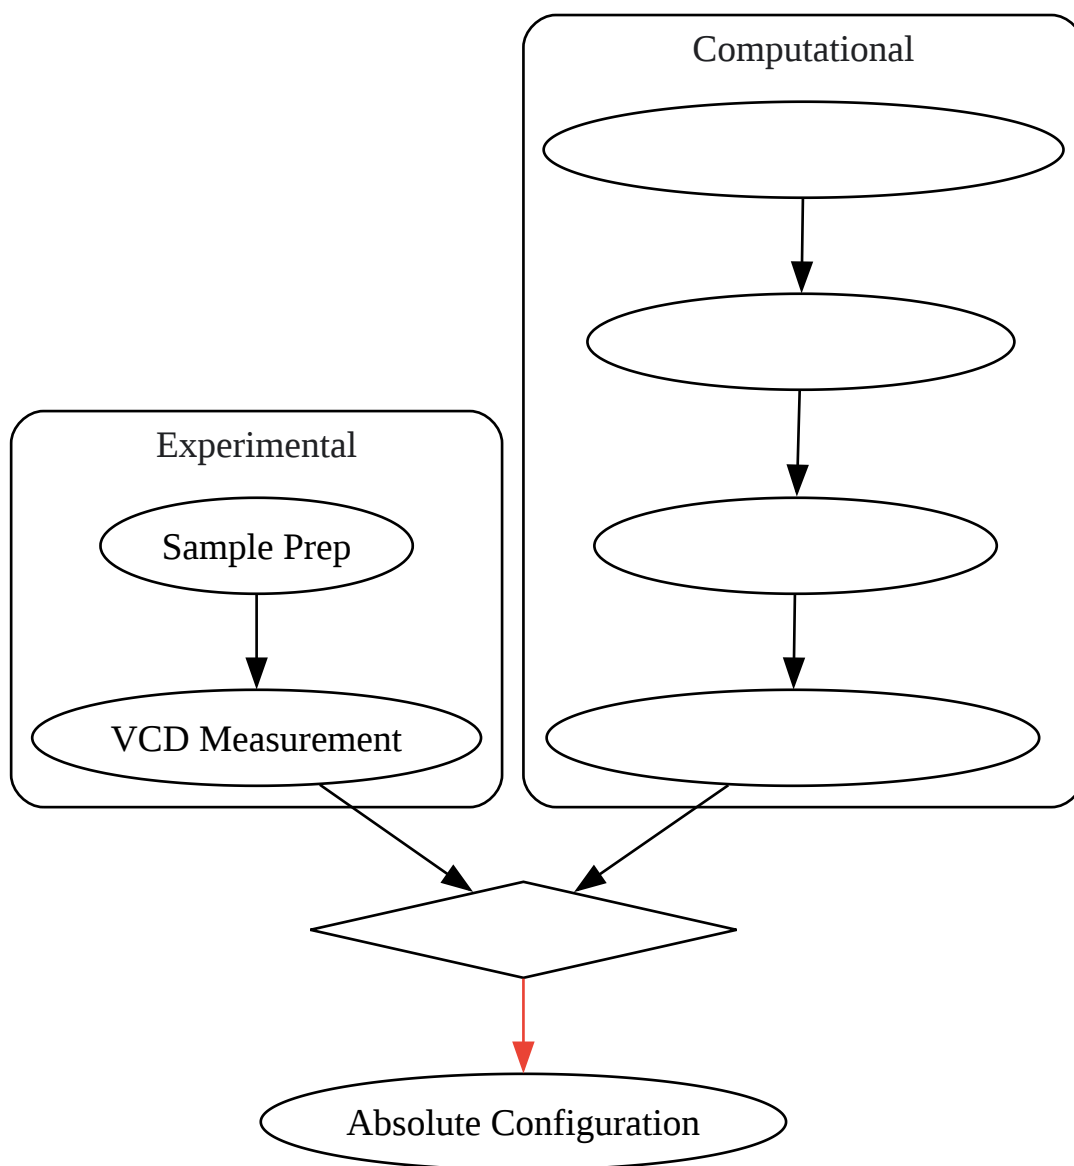 Computational
Experimental
Sample Prep
VCD Measurement
Absolute Configuration